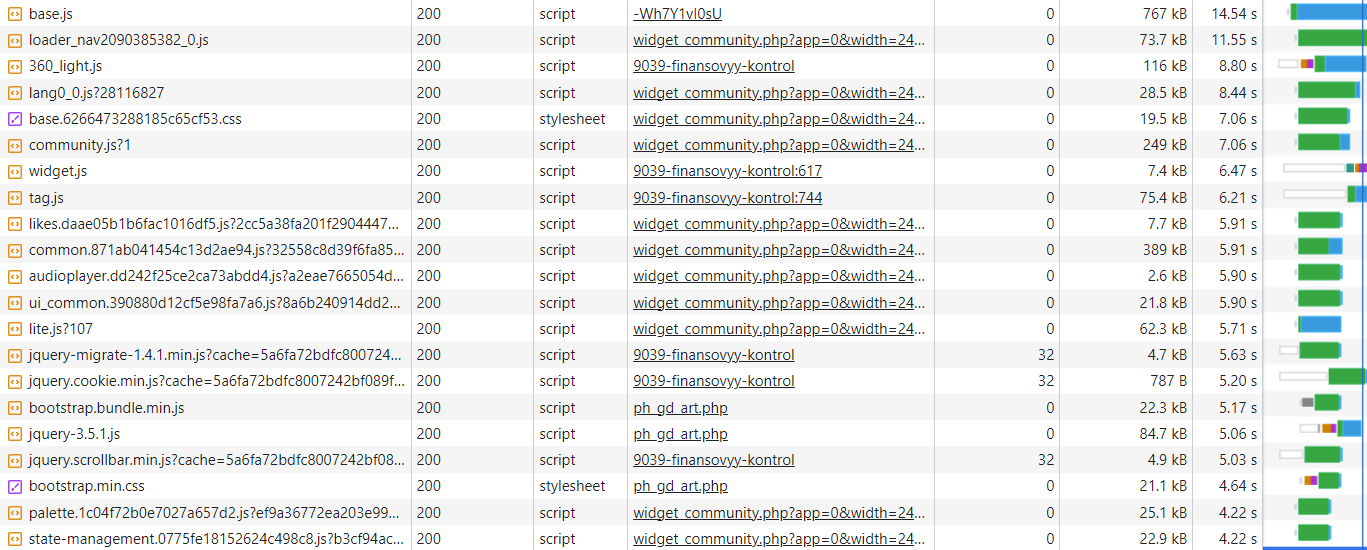 base.js 200 script -Wh7Y1vI0sU 0 767 kB 14.54 s
loader_nav2090385382_0.js 200 script widget_community.php?app=0&width=24... 0 73.7 kB 11.55 s
360_light.js 200 script 9039-finansovyy-kontrol 0 116 kB 8.80 s
lang0_0.js?28116827 200 script widget_community.php?app=0&width=24... 0 28.5 kB 8.44 s
base.6266473288185c65cf53.css 200 stylesheet widget_community.php?app=0&width=24... 0 19.5 kB 7.06 s
community.js?1 200 script widget_community.php?app=0&width=24... 0 249 kB 7.06 s
widget.js 200 script 9039-finansovyy-kontrol:617 0 7.4 kB 6.47 s
tag.js 200 script 9039-finansovyy-kontrol:744 0 75.4 kB 6.21 s
likes.daae05b1b6fac1016df5.js?2cc5a38fa201f2904447... 200 script widget_community.php?app=0&width=24... 0 7.7 kB 5.91 s
common.871ab041454c13d2ae94.js?32558c8d39f6fa85... 200 script widget_community.php?app=0&width=24... 0 389 kB 5.91 s
audioplayer.dd242f25ce2ca73abdd4.js?a2eae7665054d... 200 script widget_community.php?app=0&width=24... 0 2.6 kB 5.90 s
ui_common.390880d12cf5e98fa7a6.js?8a6b240914dd2... 200 script widget_community.php?app=0&width=24... 0 21.8 kB 5.90 s
lite.js?107 200 script widget_community.php?app=0&width=24... 0 62.3 kB 5.71 s
jquery-migrate-1.4.1.min.js?cache=5a6fa72bdfc800724... 200 script 9039-finansovyy-kontrol 32 4.7 kB 5.63 s
jquery.cookie.min.js?cache=5a6fa72bdfc8007242bf089f... 200 script 9039-finansovyy-kontrol 32 787 B 5.20 s
bootstrap.bundle.min.js 200 script ph_gd_art.php 0 22.3 kB 5.17 s
jquery-3.5.1.js 200 script ph_gd_art.php 0 84.7 kB 5.06 s
jquery.scrollbar.min.js?cache=5a6fa72bdfc8007242bf08... 200 script 9039-finansovyy-kontrol 32 4.9 kB 5.03 s
bootstrap.min.css 200 stylesheet ph_gd_art.php 0 21.1 kB 4.64 s
palette.1c04f72b0e7027a657d2.js?ef9a36772ea203e99... 200 script widget_community.php?app=0&width=24... 0 25.1 kB 4.22 s
state-management.0775fe18152624c498c8.js?b3cf94ac... 200 script widget_community.php?app=0&width=24... 0 22.9 kB 4.22 s